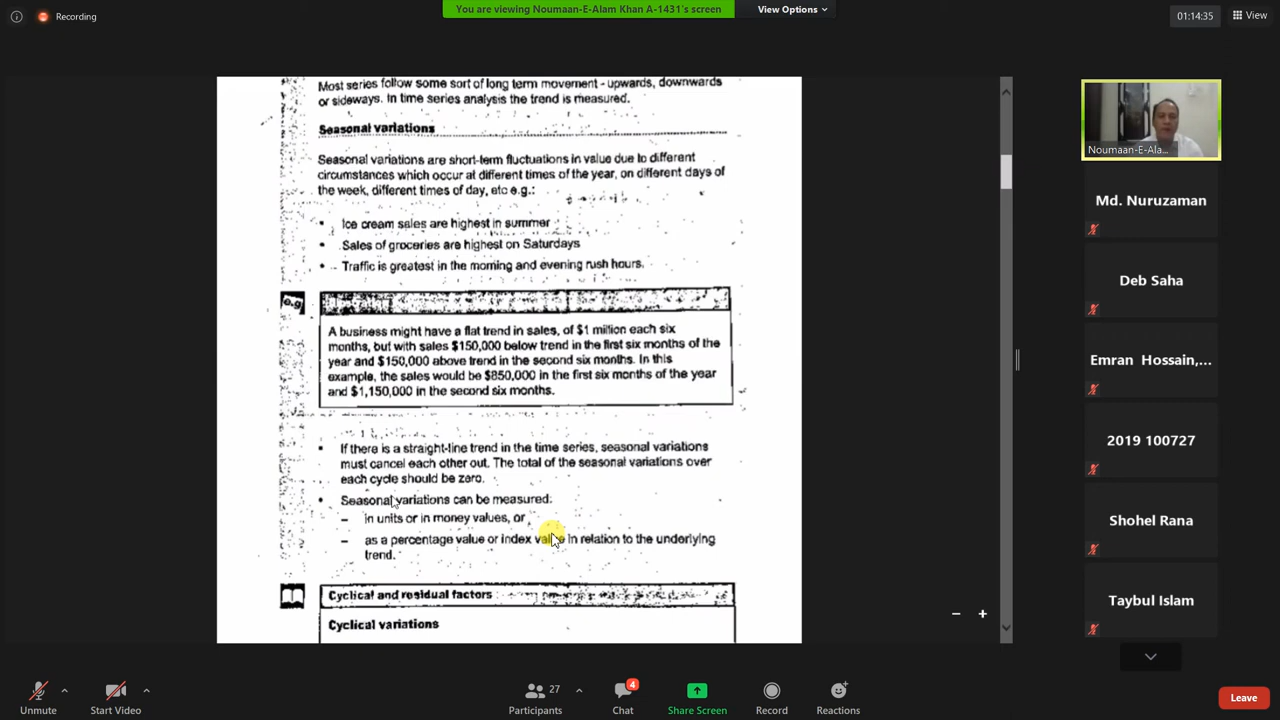 Recording
You are viewing Noumaan-E-Alam Khan A-1431's screen
View Options
01:14:35
View
Most series follow some sort of long term movement - upwards, downwards
or sideways. In time series analysis the trend is measured.
Seasonal variations
Seasonal variations are short-term fluctuations in value due to different
circumstances which occur at different times of the year, on different days of
the week, different times of day, etc e.g.:
• Ice cream sales are highest in summer
• Sales of groceries are highest on Saturdays
• Traffic is greatest in the morning and evening rush hours.
e.g
A business might have a flat trend in sales, of $1 million each six
months, but with sales $150,000 below trend in the first six months of the
year and $150,000 above trend in the second six months. In this
example, the sales would be $850,000 in the first six months of the year
and $1,150,000 in the second six months.
• If there is a straight-line trend in the time series, seasonal variations
must cancel each other out. The total of the seasonal variations over
each cycle should be zero.
• Seasonal variations can be measured:
– in units or in money values, or
– as a percentage value or index value in relation to the underlying
trend.
Cyclical and residual factors
Cyclical variations
Noumaan-E-Ala...
Md. Nuruzaman
Deb Saha
Emran Hossain,...
2019 100727
Shohel Rana
Taybul Islam
Unmute
Start Video
27
Participants
4
Chat
Share Screen
Record
Reactions
Leave